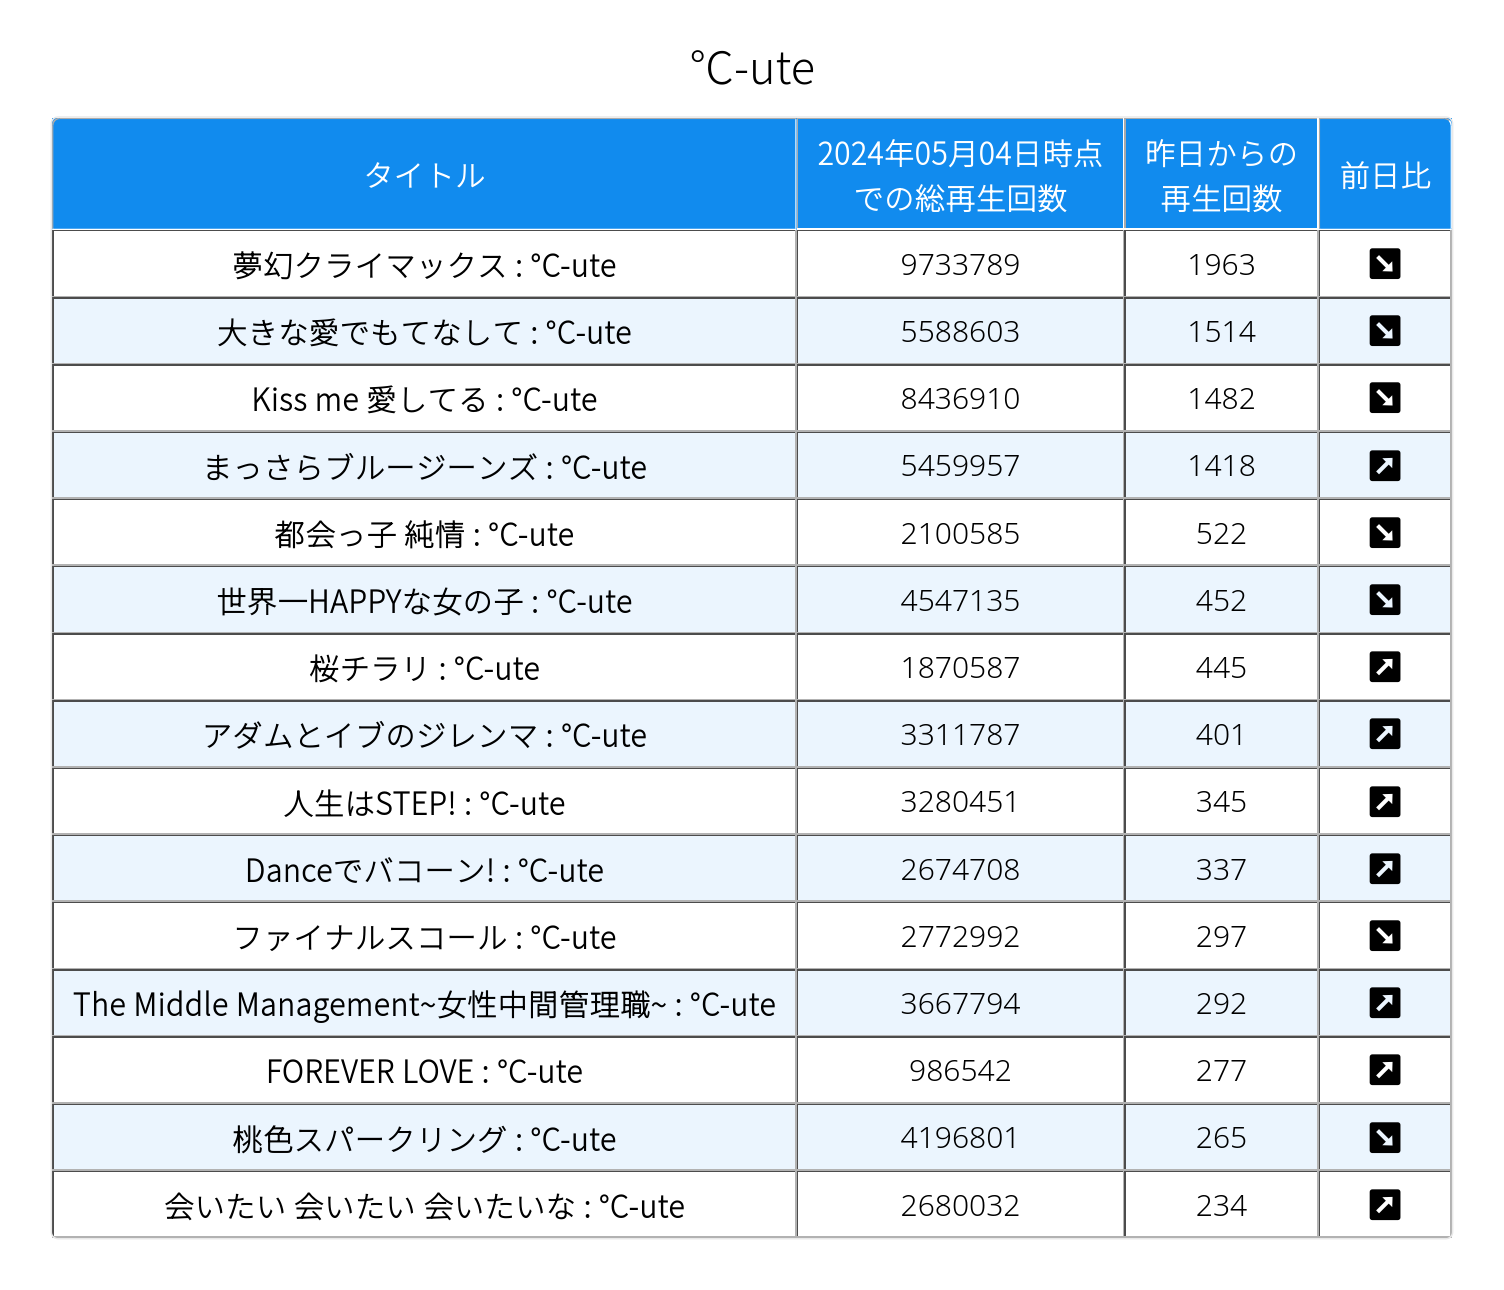 ℃-ute
タイトル 2024年05月04日時点 昨日からの 前日比
での総再生回数 再生回数
夢幻クライマックス : ℃-ute 9733789 1963 ↘
大きな愛でもてなして : ℃-ute 5588603 1514 ↘
Kiss me 愛してる : ℃-ute 8436910 1482 ↘
まっさらブルージーンズ : ℃-ute 5459957 1418 ↗
都会っ子 純情 : ℃-ute 2100585 522 ↘
世界一HAPPYな女の子 : ℃-ute 4547135 452 ↘
桜チラリ : ℃-ute 1870587 445 ↗
アダムとイブのジレンマ : ℃-ute 3311787 401 ↗
人生はSTEP! : ℃-ute 3280451 345 ↗
Danceでバコーン! : ℃-ute 2674708 337 ↗
ファイナルスコール : ℃-ute 2772992 297 ↘
The Middle Management~女性中間管理職~ : ℃-ute 3667794 292 ↗
FOREVER LOVE : ℃-ute 986542 277 ↗
桃色スパークリング : ℃-ute 4196801 265 ↘
会いたい 会いたい 会いたいな : ℃-ute 2680032 234 ↗